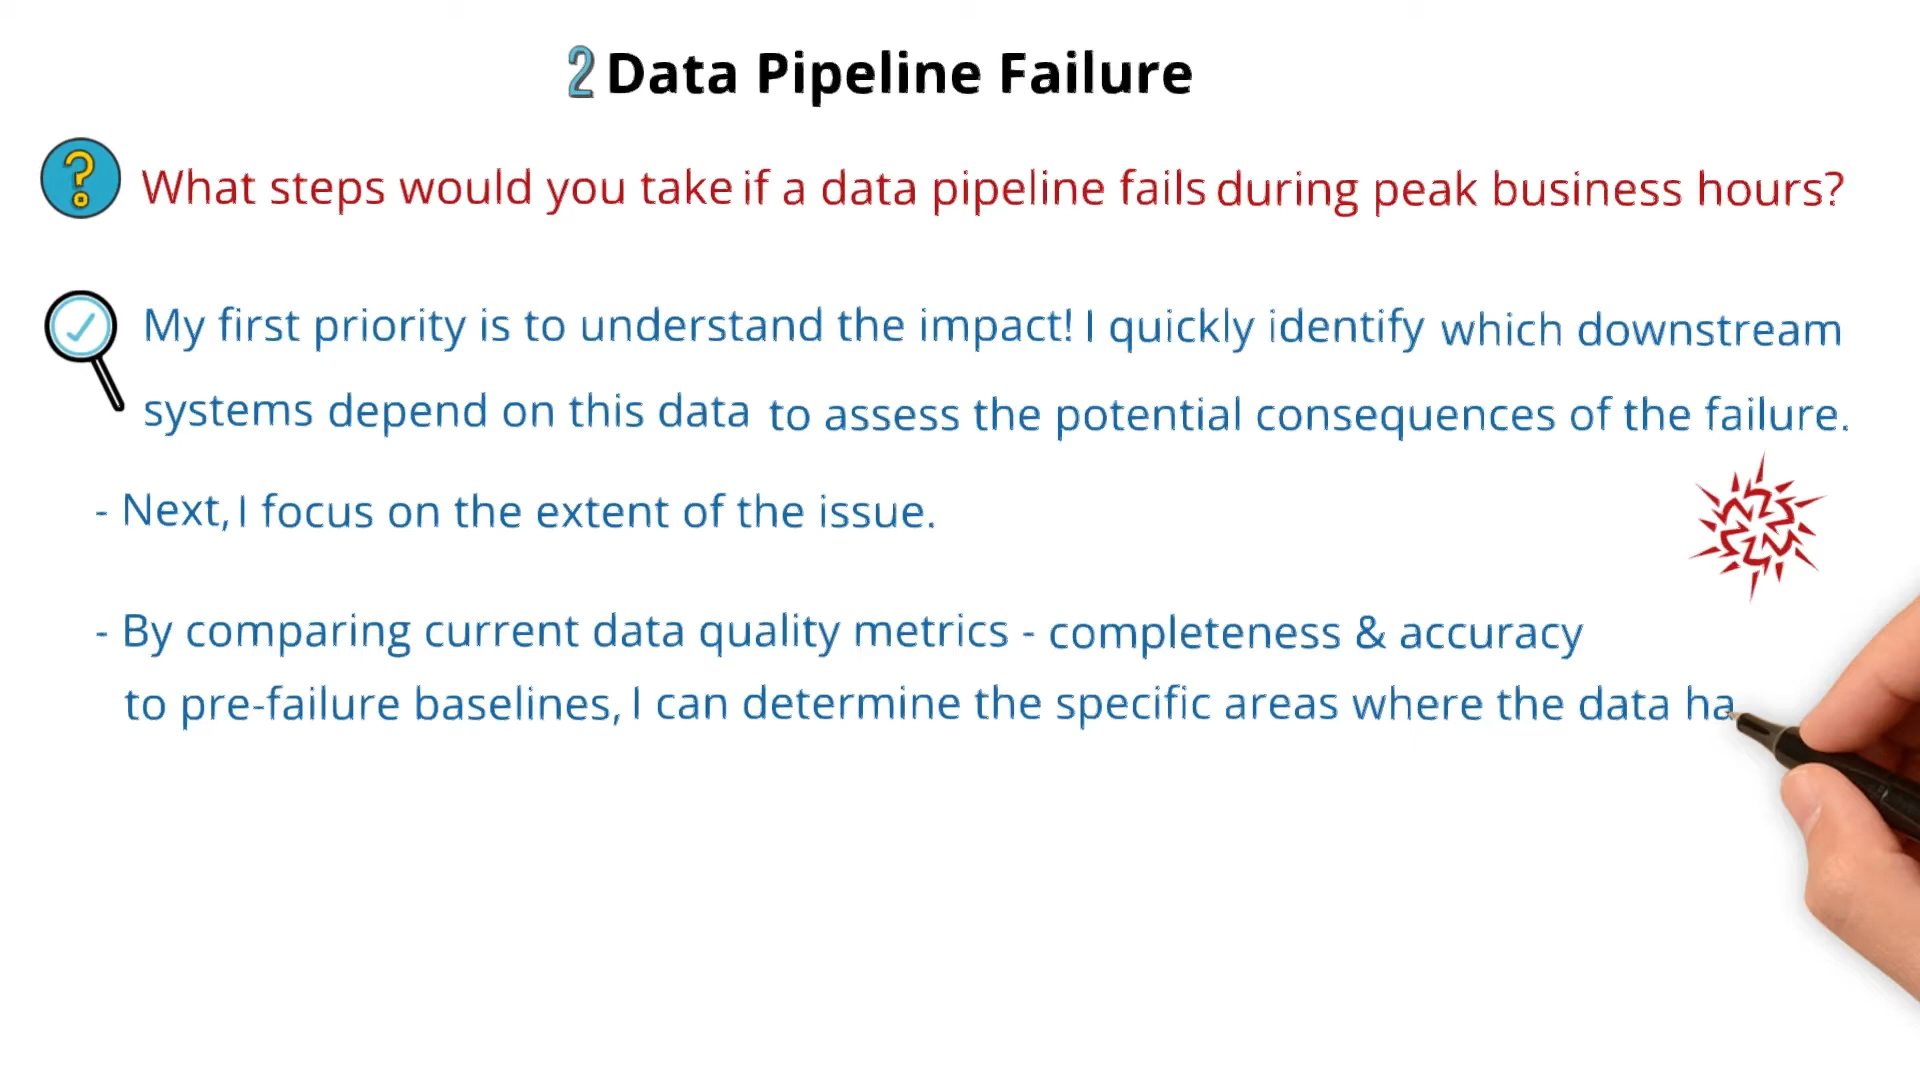 2 Data Pipeline Failure
What steps would you take if a data pipeline fails during peak business hours?
My first priority is to understand the impact! I quickly identify which downstream
systems depend on this data to assess the potential consequences of the failure.
- Next, I focus on the extent of the issue.
- By comparing current data quality metrics - completeness & accuracy
to pre-failure baselines, I can determine the specific areas where the data ha